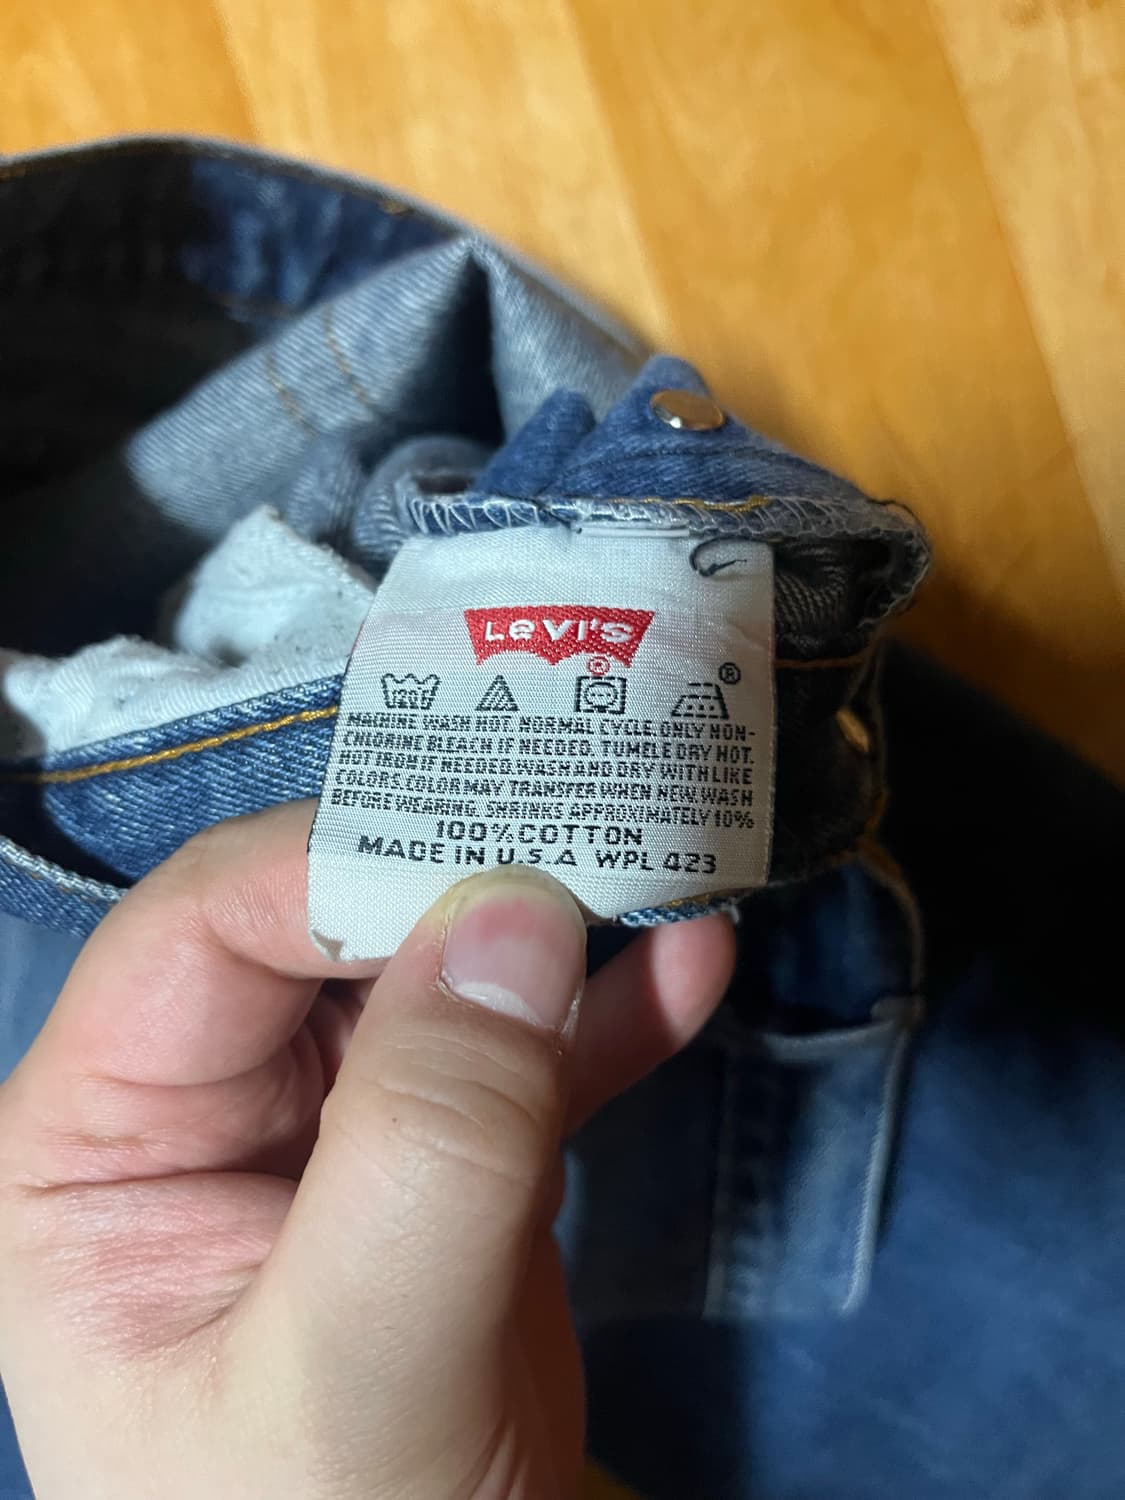 LEVI'S
®
120F
®
MACHINE WASH HOT NORMAL CYCLE. ONLY NON-
CHLORINE BLEACH IF NEEDED. TUMBLE DRY HOT.
HOT IRON IF NEEDED. WASH AND DRY WITH LIKE
COLORS. COLOR MAY TRANSFER WHEN NEW. WASH
BEFORE WEARING. SHRINKS APPROXIMATELY 10%
100% COTTON
MADE IN U.S.A WPL 423